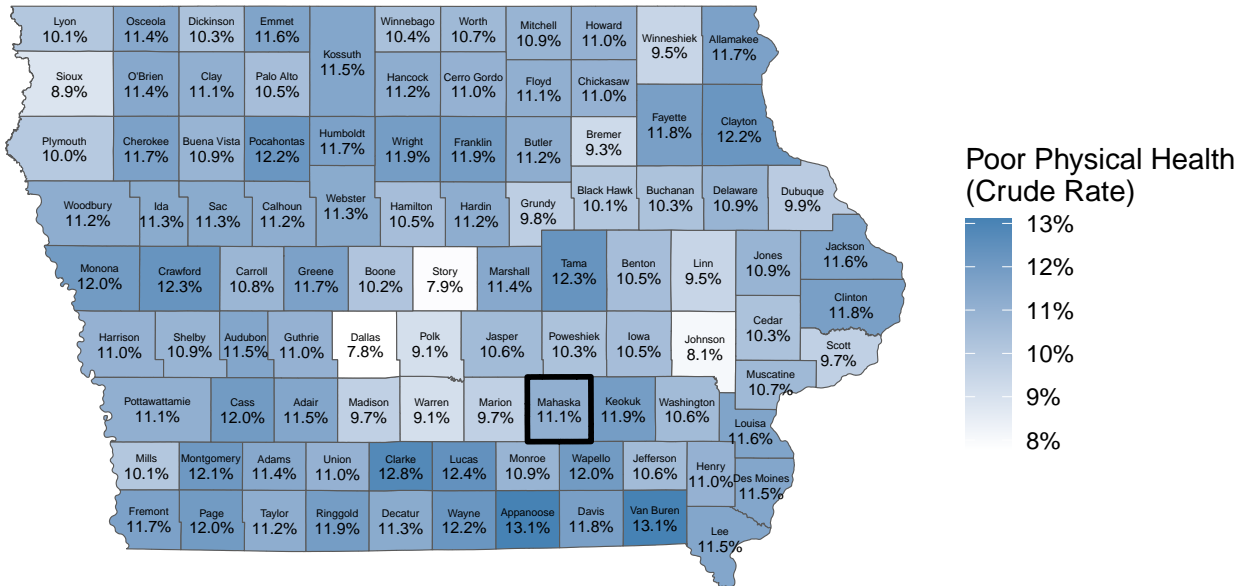 Lyon
10.1%
Osceola
11.4%
Dickinson
10.3%
Emmet
11.6%
Kossuth
11.5%
Winnebago
10.4%
Worth
10.7%
Mitchell
10.9%
Howard
11.0%
Winneshiek
9.5%
Allamakee
11.7%
Sioux
8.9%
O'Brien
11.4%
Clay
11.1%
Palo Alto
10.5%
Hancock
11.2%
Cerro Gordo
11.0%
Floyd
11.1%
Chickasaw
11.0%
Fayette
11.8%
Clayton
12.2%
Plymouth
10.0%
Cherokee
11.7%
Buena Vista
10.9%
Pocahontas
12.2%
Humboldt
11.7%
Wright
11.9%
Franklin
11.9%
Butler
11.2%
Bremer
9.3%
Woodbury
11.2%
Ida
11.3%
Sac
11.3%
Calhoun
11.2%
Webster
11.3%
Hamilton
10.5%
Hardin
11.2%
Grundy
9.8%
Black Hawk
10.1%
Buchanan
10.3%
Delaware
10.9%
Dubuque
9.9%
Monona
12.0%
Crawford
12.3%
Carroll
10.8%
Greene
11.7%
Boone
10.2%
Story
7.9%
Marshall
11.4%
Tama
12.3%
Benton
10.5%
Linn
9.5%
Jones
10.9%
Jackson
11.6%
Clinton
11.8%
Harrison
11.0%
Shelby
10.9%
Audubon
11.5%
Guthrie
11.0%
Dallas
7.8%
Polk
9.1%
Jasper
10.6%
Poweshiek
10.3%
Iowa
10.5%
Johnson
8.1%
Cedar
10.3%
Scott
9.7%
Muscatine
10.7%
Pottawattamie
11.1%
Cass
12.0%
Adair
11.5%
Madison
9.7%
Warren
9.1%
Marion
9.7%
Mahaska
11.1%
Keokuk
11.9%
Washington
10.6%
Louisa
11.6%
Mills
10.1%
Montgomery
12.1%
Adams
11.4%
Union
11.0%
Clarke
12.8%
Lucas
12.4%
Monroe
10.9%
Wapello
12.0%
Jefferson
10.6%
Henry
11.0%
Des Moines
11.5%
Fremont
11.7%
Page
12.0%
Taylor
11.2%
Ringgold
11.9%
Decatur
11.3%
Wayne
12.2%
Appanoose
13.1%
Davis
11.8%
Van Buren
13.1%
Lee
11.5%
Poor Physical Health
(Crude Rate)
13%
12%
11%
10%
9%
8%